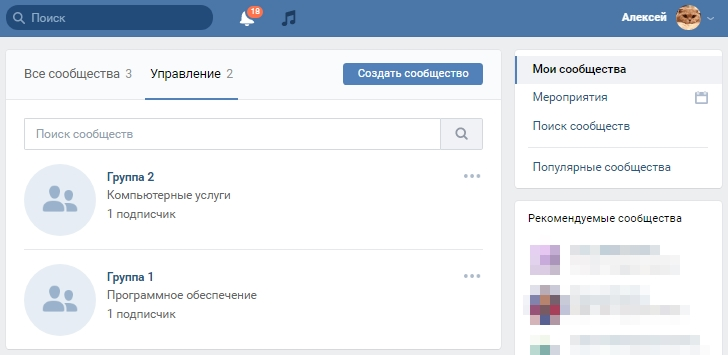 Поиск
18
Алексей
Все сообщества 3 Управление 2 Создать сообщество
Поиск сообществ
Группа 2
Компьютерные услуги
1 подписчик
Группа 1
Программное обеспечение
1 подписчик
Мои сообщества
Мероприятия
Поиск сообществ
Популярные сообщества
Рекомендуемые сообщества